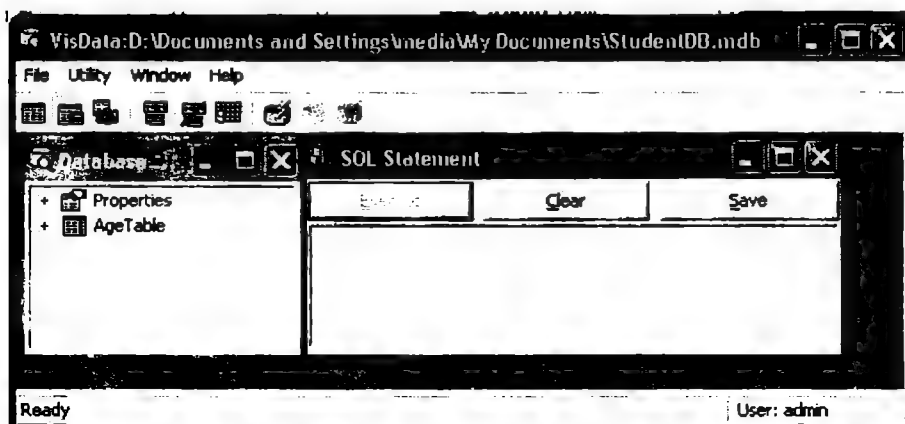 VisData:D:\Documents and Settings\media\My Documents\StudentDB.mdb
File Utility Window Help
Database
SQL Statement
Properties
AgeTable
Clear
Save
Ready
User: admin